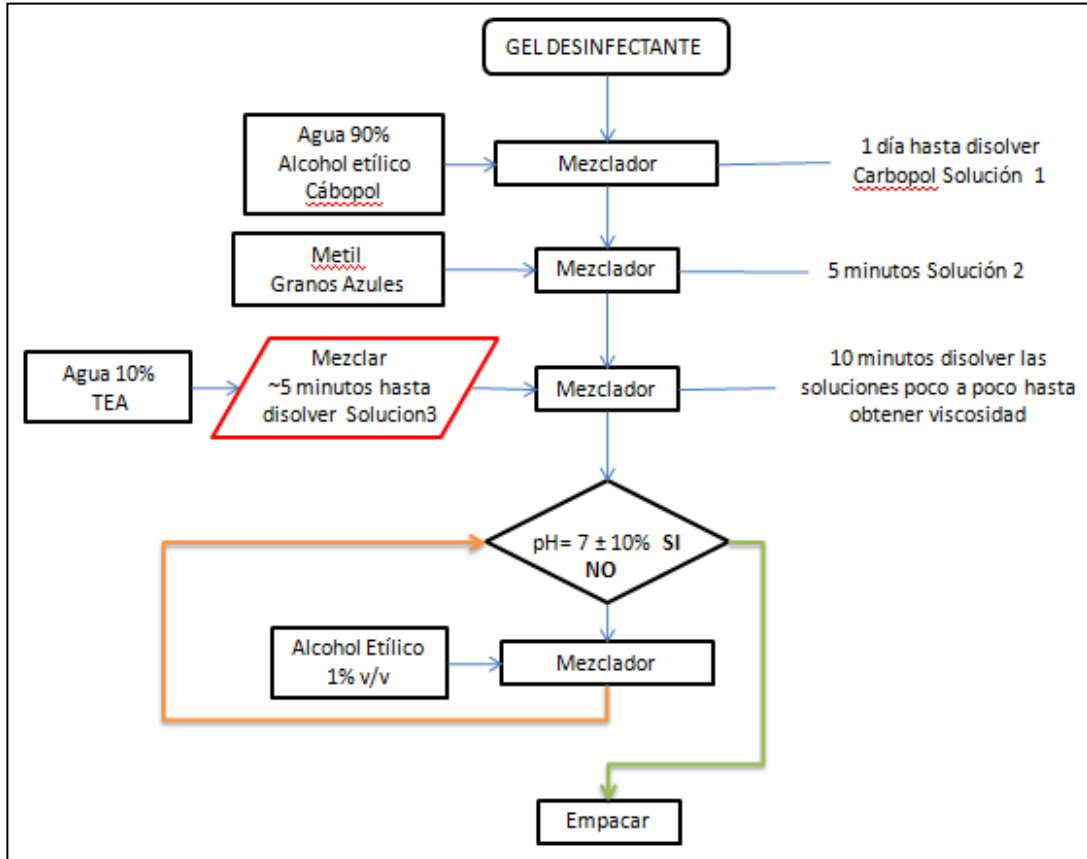 GEL DESINFECTANTE
Agua 90%
Alcohol etílico
Cábopol
Mezclador
1 día hasta disolver
Carbopol Solución 1
Metil
Granos Azules
Mezclador
5 minutos Solución 2
Agua 10%
TEA
Mezclar
~5 minutos hasta
disolver Solucion3
Mezclador
10 minutos disolver las
soluciones poco a poco hasta
obtener viscosidad
pH= 7 ± 10% SI
NO
Alcohol Etílico
1% v/v
Mezclador
Empacar